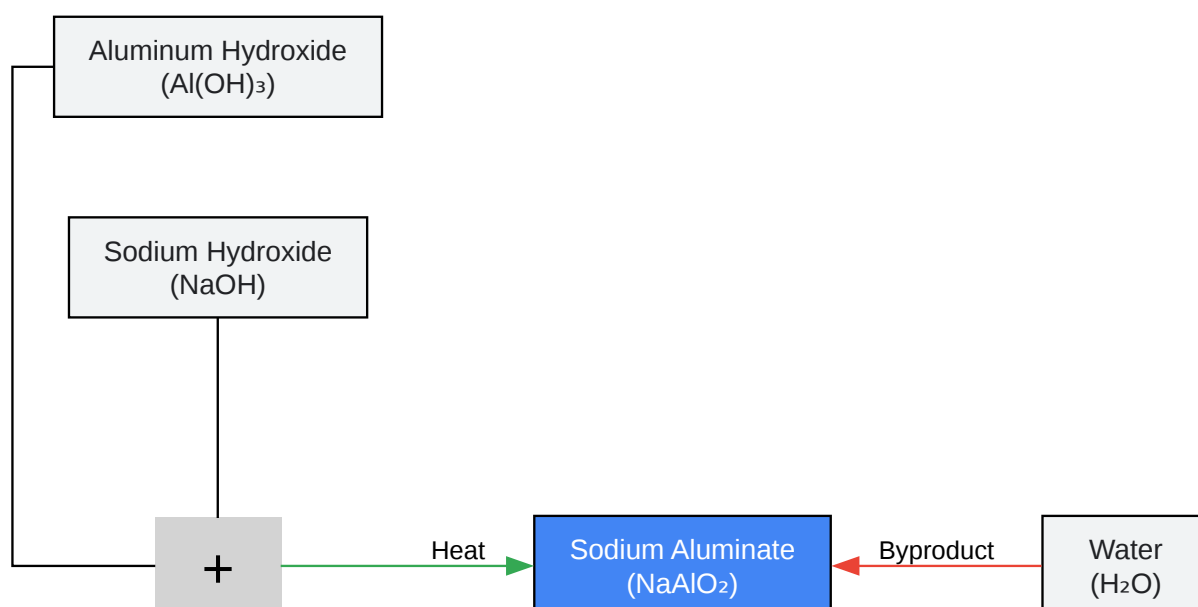 Aluminum Hydroxide
(Al(OH)₃)
Sodium Hydroxide
(NaOH)
+
Heat
Sodium Aluminate
(NaAlO₂)
Byproduct
Water
(H₂O)